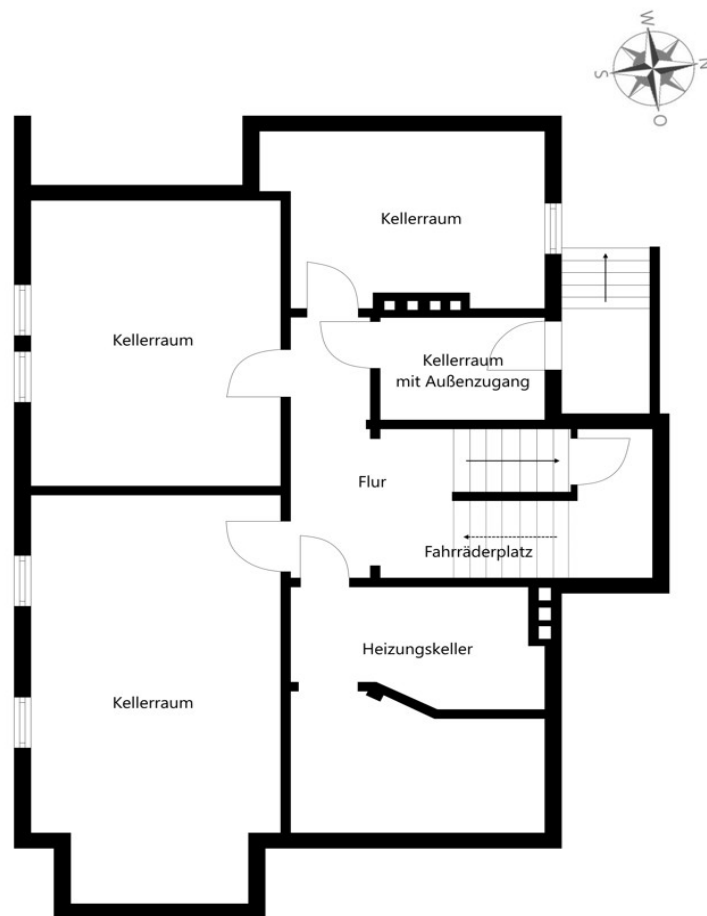 W
N
S
O
Kellerraum
Kellerraum
Kellerraum
mit Außenzugang
Flur
Fahrräderplatz
Heizungskeller
Kellerraum